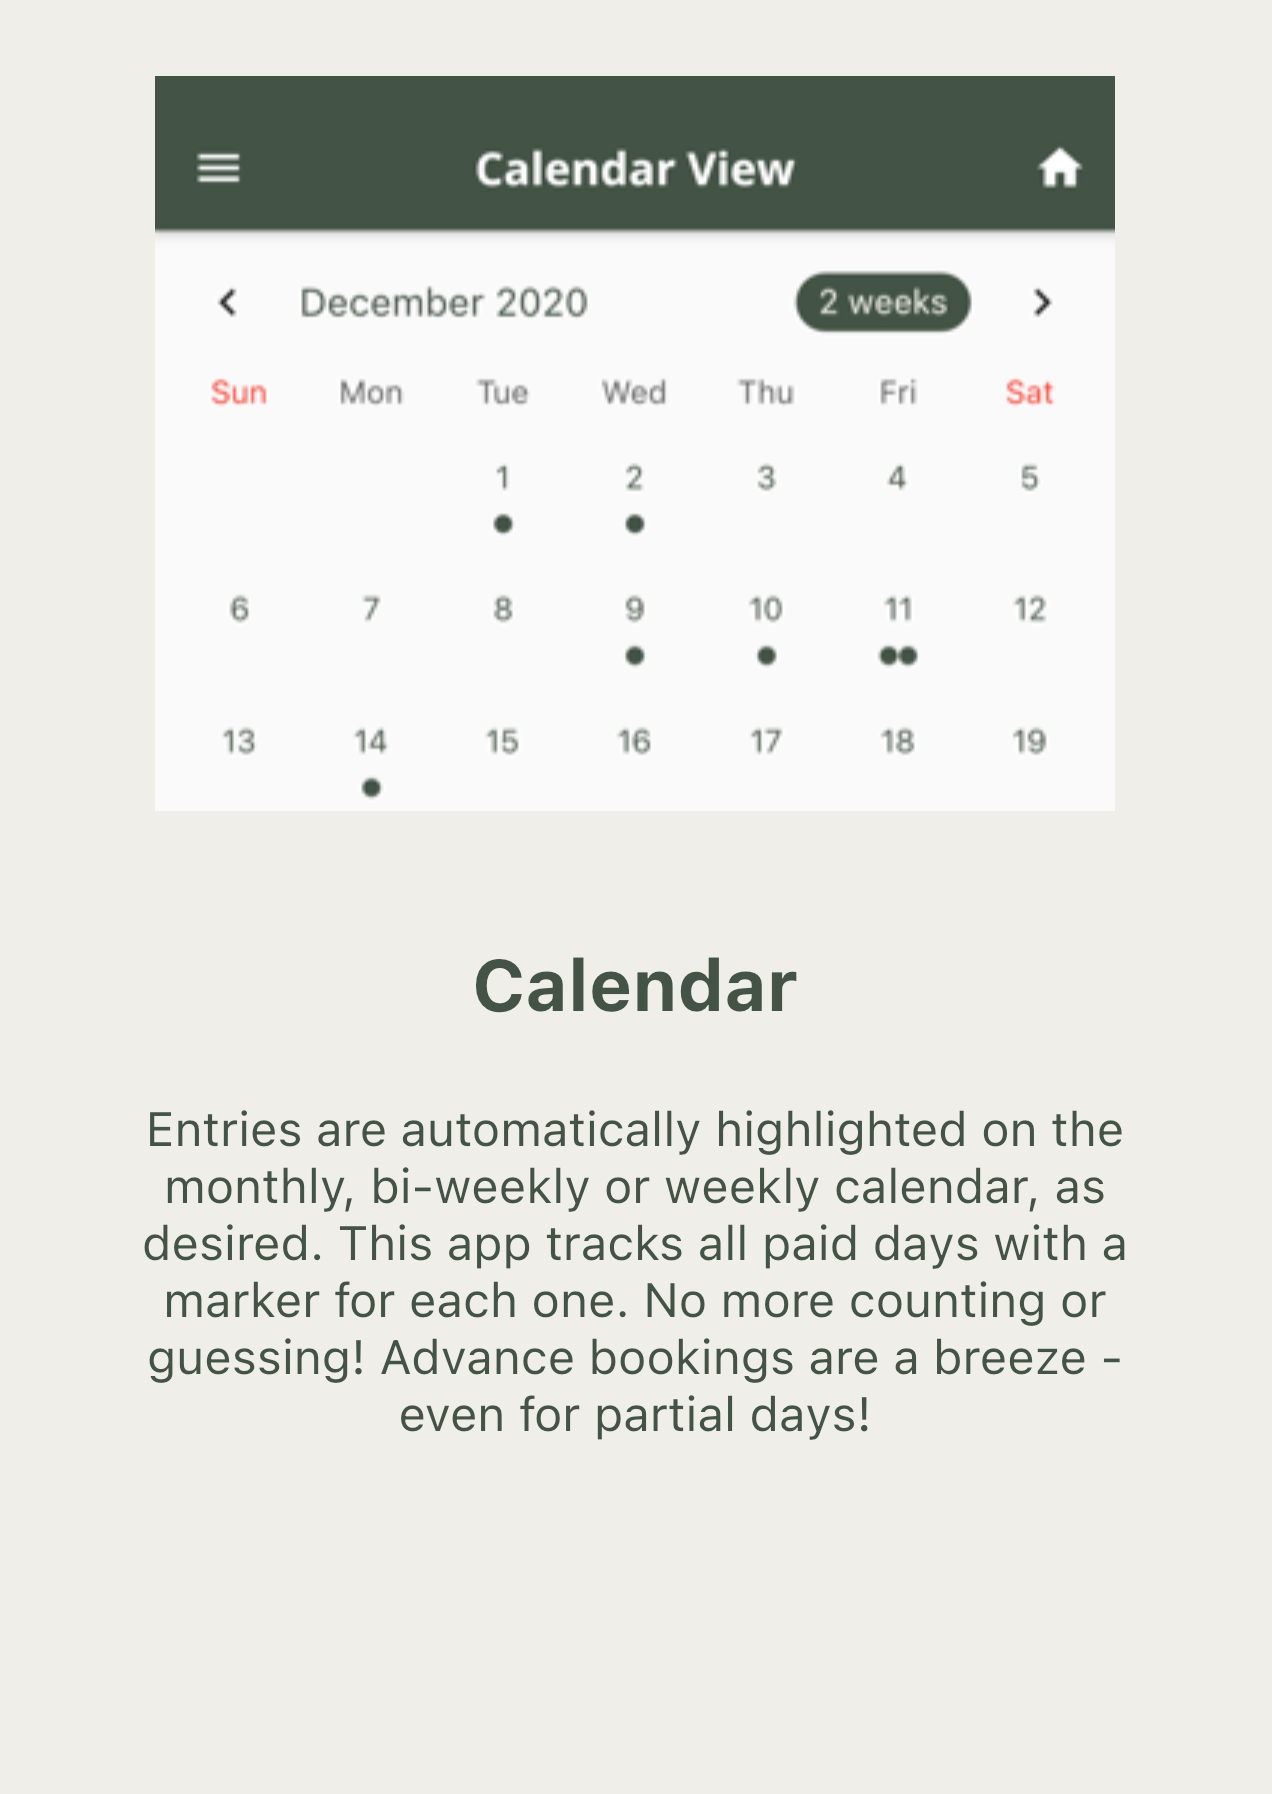 Calendar View
December 2020 2 weeks
Sun Mon Tue Wed Thu Fri Sat
1 2 3 4 5
6 7 8 9 10 11 12
13 14 15 16 17 18 19
Calendar
Entries are automatically highlighted on the
monthly, bi-weekly or weekly calendar, as
desired. This app tracks all paid days with a
marker for each one. No more counting or
guessing! Advance bookings are a breeze -
even for partial days!